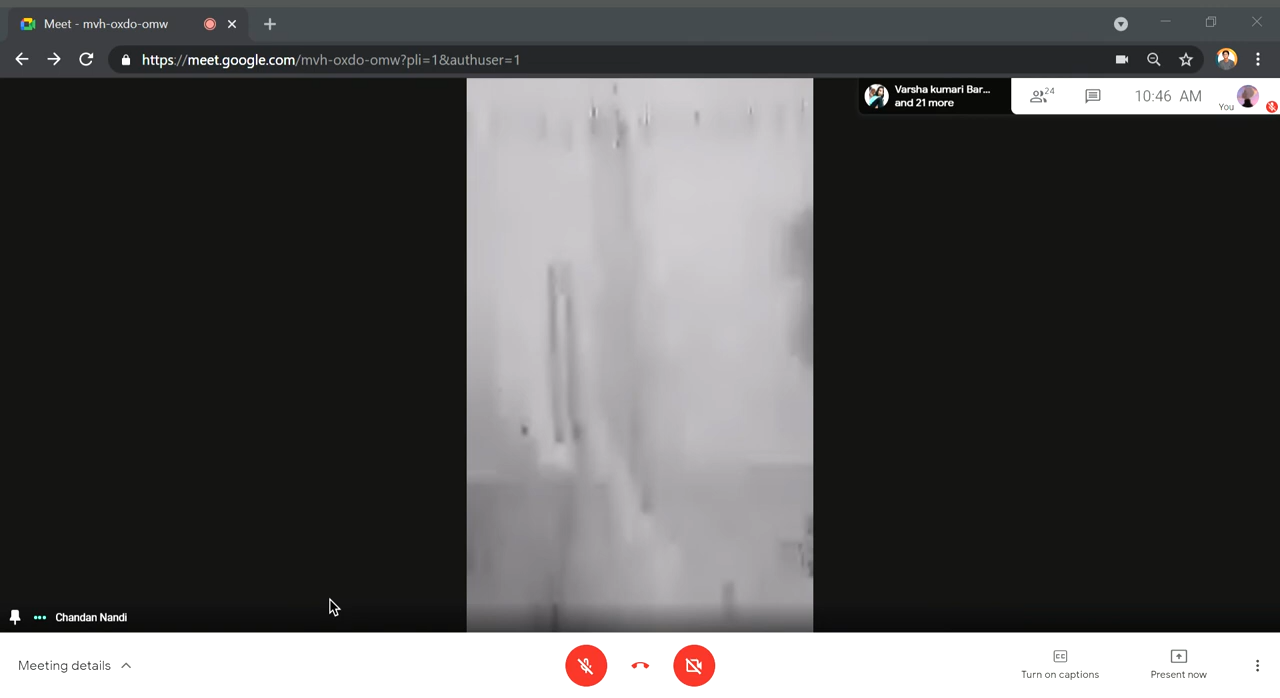 Meet - mvh-oxdo-omw
https://meet.google.com/mvh-oxdo-omw?pli=1&authuser=1
Varsha kumari Bar...
and 21 more
24
10:46 AM
You
Chandan Nandi
Meeting details
CC
Turn on captions
Present now